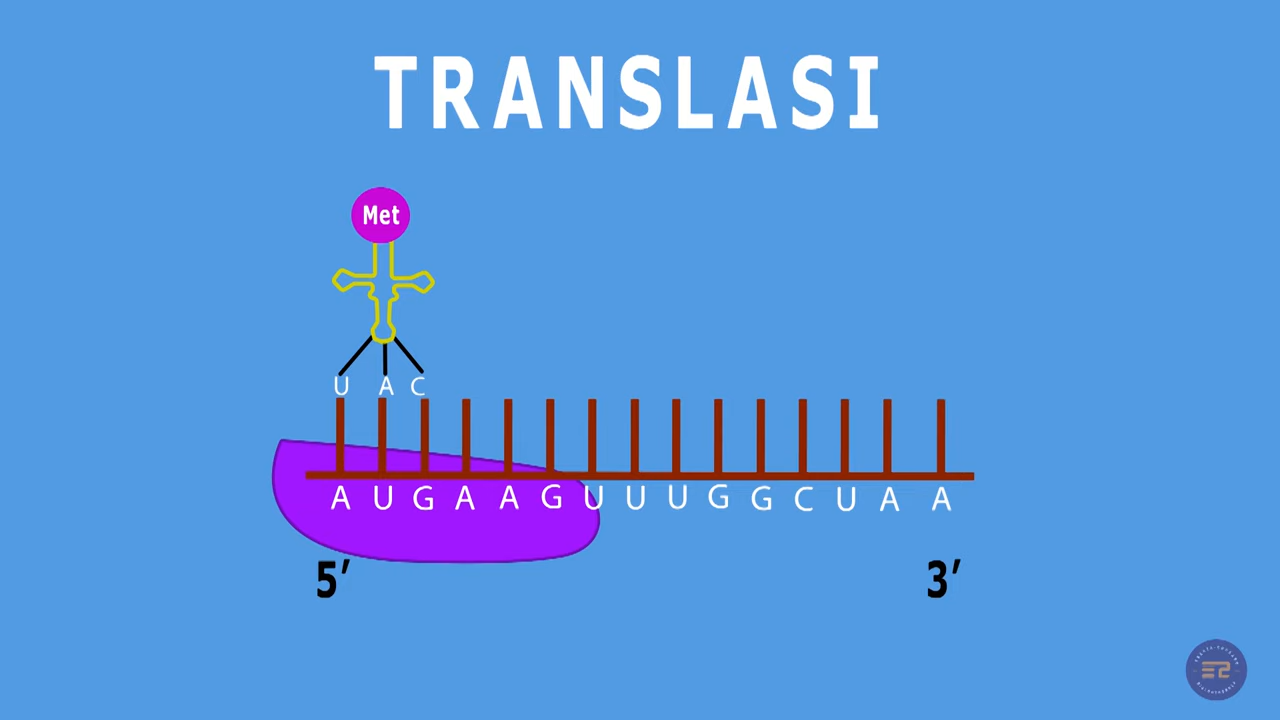 TRANSLASI
Met
U A C
A U G A A G U U U G G C U A A
5’ 3’